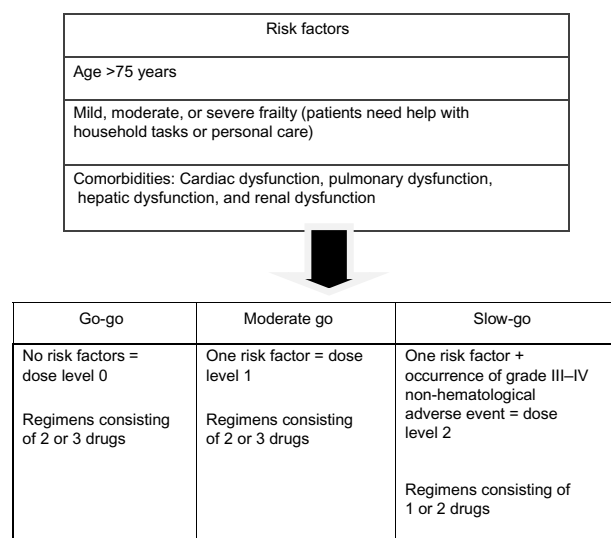 Risk factors
Age >75 years
Mild, moderate, or severe frailty (patients need help with
household tasks or personal care)
Comorbidities: Cardiac dysfunction, pulmonary dysfunction,
hepatic dysfunction, and renal dysfunction
Go-go
Moderate go
Slow-go
No risk factors =
dose level 0
Regimens consisting
of 2 or 3 drugs
One risk factor = dose
level 1
Regimens consisting
of 2 or 3 drugs
One risk factor +
occurrence of grade III–IV
non-hematological
adverse event = dose
level 2
Regimens consisting of
1 or 2 drugs